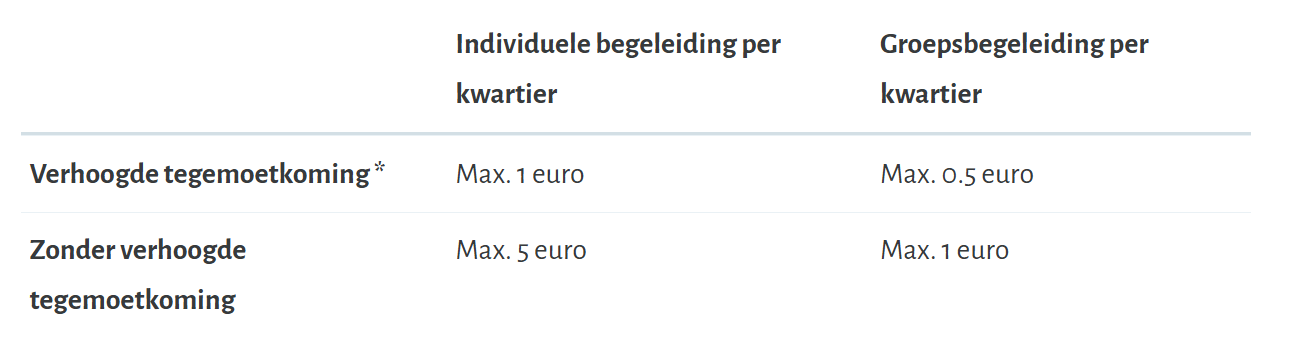 Individuele begeleiding per
kwartier
Groepsbegeleiding per
kwartier
Verhoogde tegemoetkoming *
Max. 1 euro
Max. 0.5 euro
Zonder verhoogde
tegemoetkoming
Max. 5 euro
Max. 1 euro